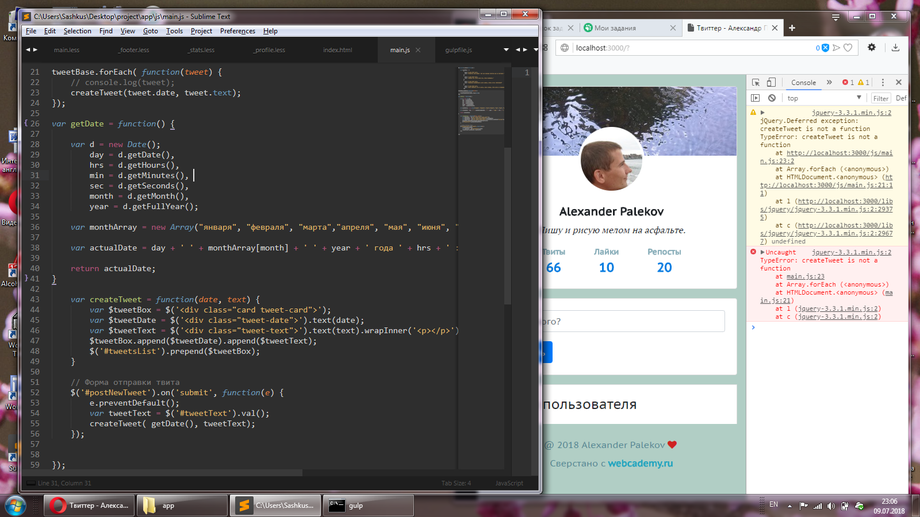 C:\Users\Sashkus\Desktop\project\app\js\main.js - Sublime Text
File Edit Selection Find View Goto Tools Project Preferences Help
main.less _footer.less _stats.less _profile.less index.html main.js gulpfile.js
21 tweetBase.forEach( function(tweet) {
22 // console.log(tweet);
23 createTweet(tweet.date, tweet.text);
24 });
25
26 var getDate = function() {
27
28 var d = new Date();
29 day = d.getDate(),
30 hrs = d.getHours(),
31 min = d.getMinutes(),
32 sec = d.getSeconds(),
33 month = d.getMonth(),
34 year = d.getFullYear();
35
36 var monthArray = new Array("января", "февраля", "марта","апреля", "мая", "июня",
37
38 var actualDate = day + ' ' + monthArray[month] + ' ' + year + ' года ' + hrs + '
39
40 return actualDate;
41 }
42
43 var createTweet = function(date, text) {
44 var $tweetBox = $('<div class="card tweet-card">');
45 var $tweetDate = $('<div class="tweet-date">').text(date);
46 var $tweetText = $('<div class="tweet-text">').text(text).wrapInner('<p></p>')
47 $tweetBox.append($tweetDate).append($tweetText);
48 $('#tweetsList').prepend($tweetBox);
49 }
50
51 // Форма отправки твита
52 $('#postNewTweet').on('submit', function(e) {
53 e.preventDefault();
54 var tweetText = $('#tweetText').val();
55 createTweet( getDate(), tweetText);
56 });
57
58
59 });
1
Line 31, Column 31 Tab Size: 4 JavaScript
Мои задания
Твиттер - Александр
localhost:3000/?
0
Alexander Palekov
Пишу и рисую мелом на асфальте.
Лайки Репосты
66 10 20
пользователя
@ 2018 Alexander Palekov
Сверстано с webcademy.ru
Console 1 1
top Filter
jquery-3.3.1.min.js:2
jQuery.Deferred exception:
createTweet is not a function
TypeError: createTweet is not
a function
at http://localhost:3000/js/main.js:23:2
at Array.forEach (<anonymous>)
at HTMLDocument.<anonymous> (http://localhost:3000/js/main.js:21:11)
at l (http://localhost:3000/libs/jquery/jquery-3.3.1.min.js:2:29375)
at c (http://localhost:3000/libs/jquery/jquery-3.3.1.min.js:2:29677) undefined
Uncaught jquery-3.3.1.min.js:2
TypeError: createTweet is not a
function
at main.js:23
at Array.forEach (<anonymous>)
at HTMLDocument.<anonymous> (main.js:21)
at l (jquery-3.3.1.min.js:2)
at c (jquery-3.3.1.min.js:2)
Твиттер - Алексан...
app
C:\Users\Sashkus...
gulp
EN
23:06
09.07.2018